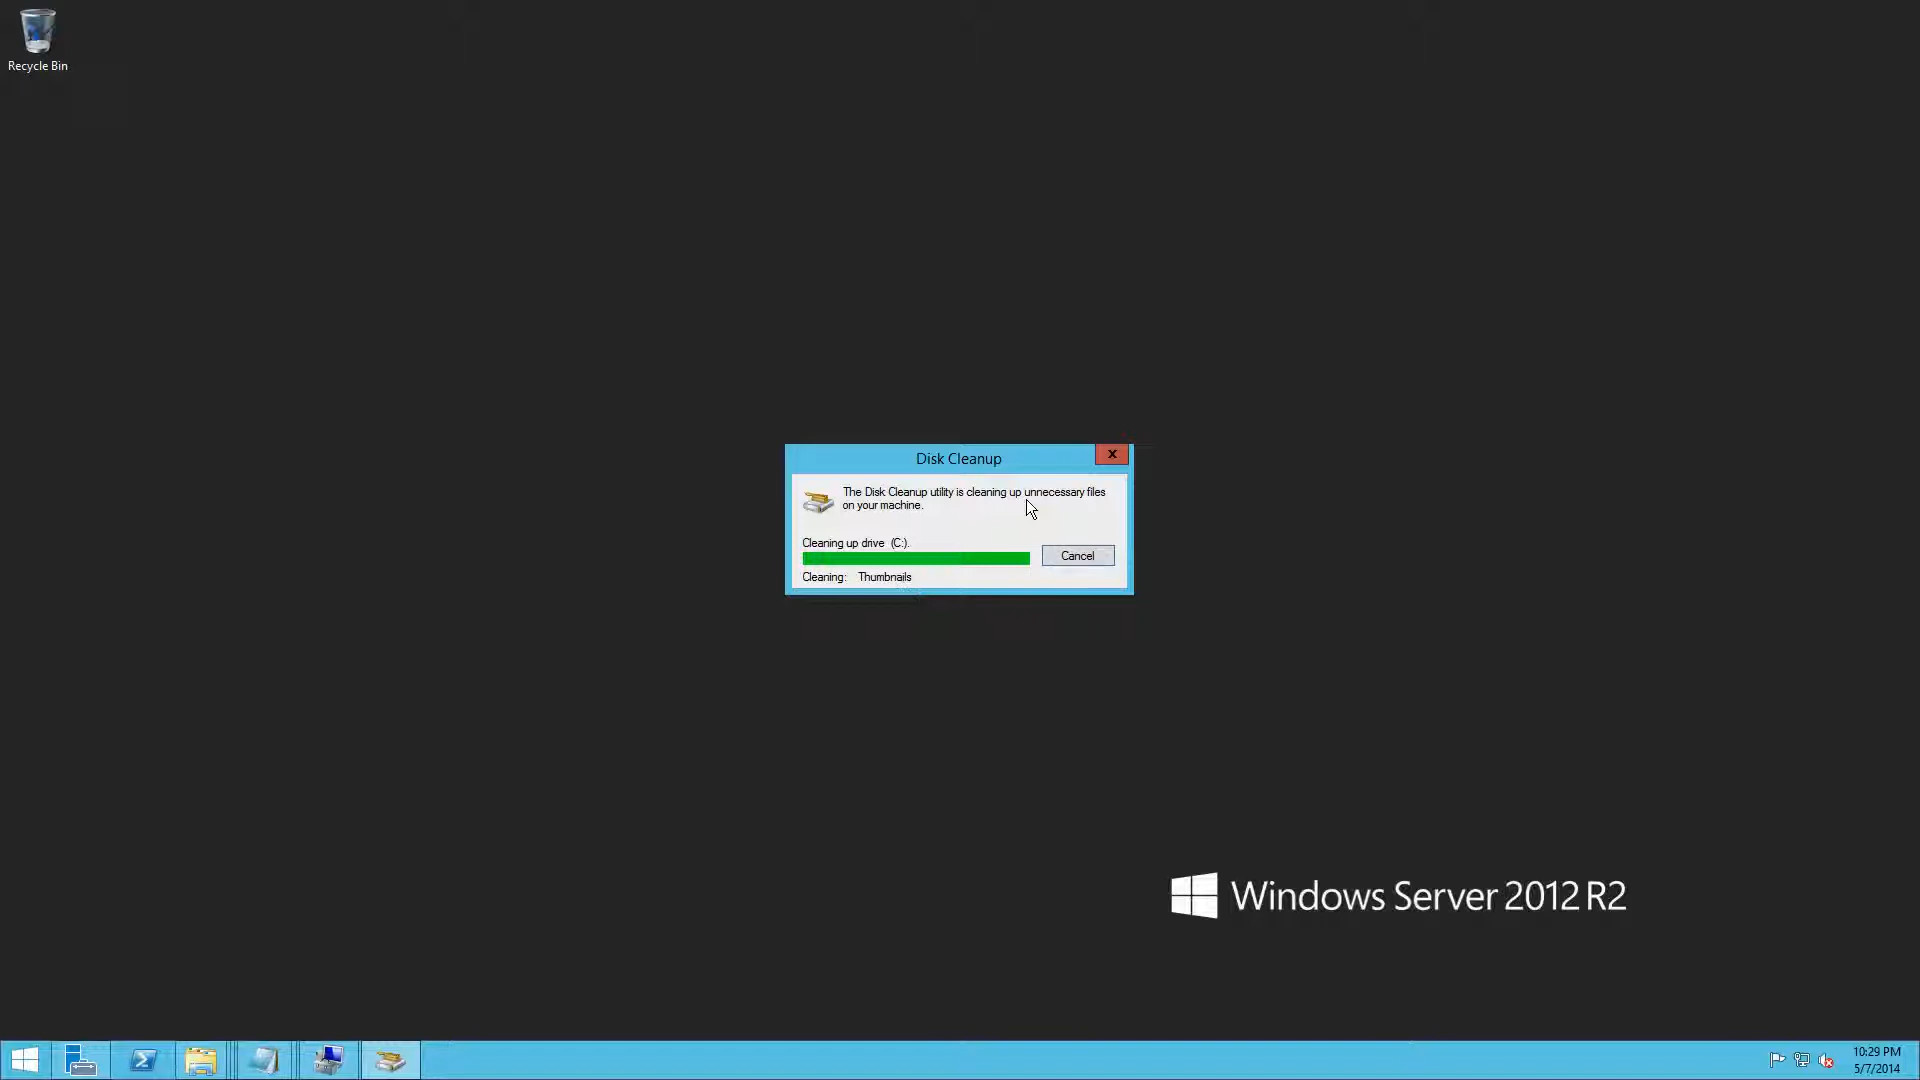 Recycle Bin
Disk Cleanup
x
The Disk Cleanup utility is cleaning up unnecessary files
on your machine.
Cleaning up drive (C:).
Cancel
Cleaning: Thumbnails
Windows Server 2012 R2
10:29 PM
5/7/2014